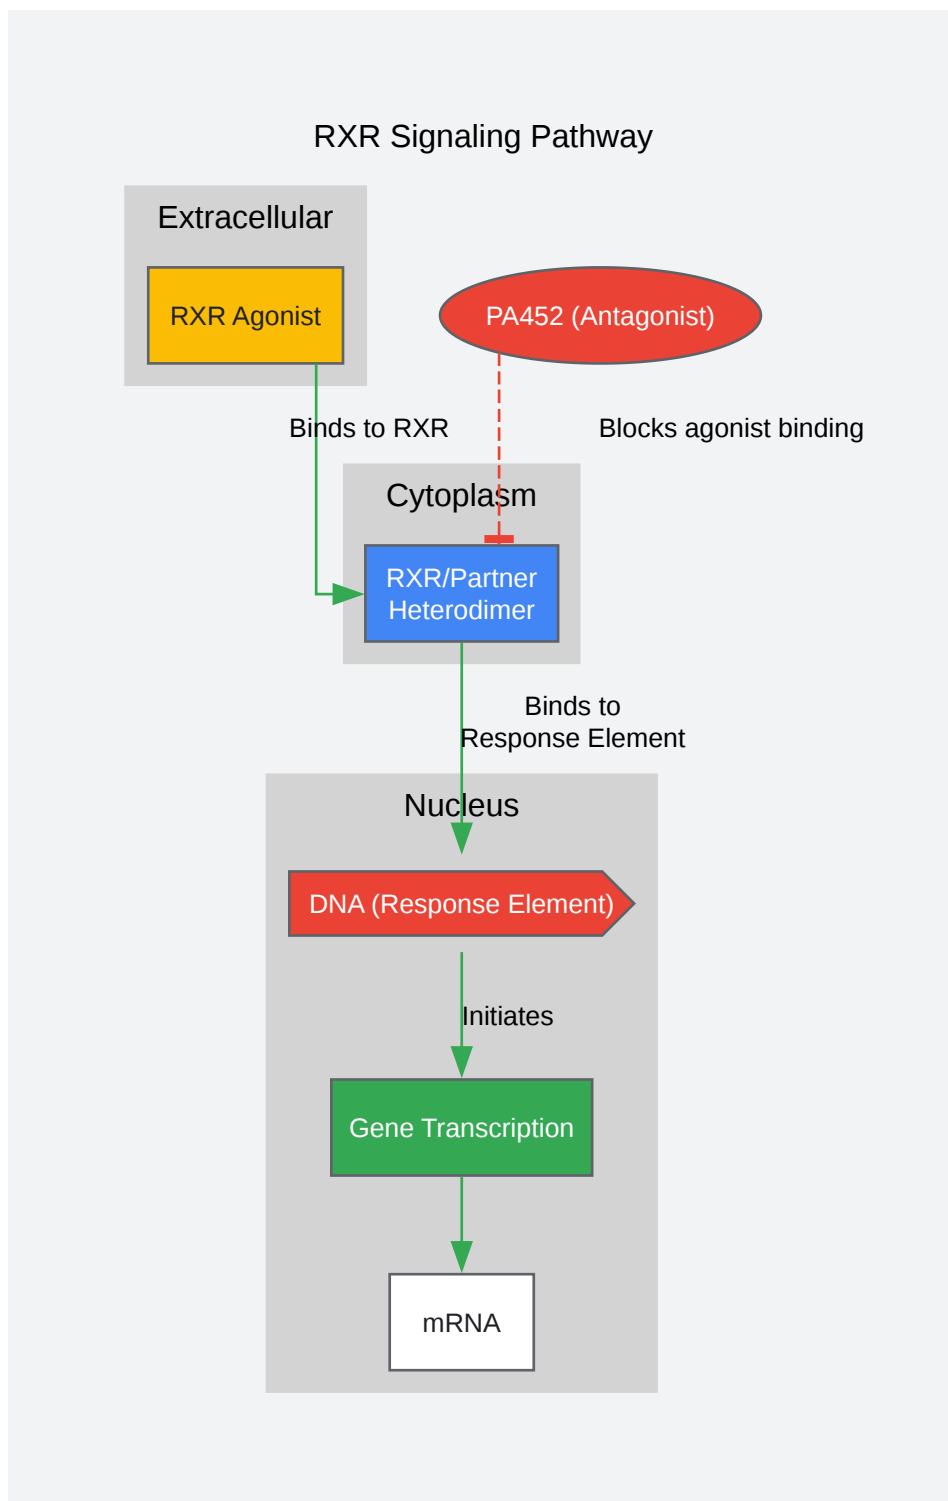 RXR Signaling Pathway
Extracellular
RXR Agonist
PA452 (Antagonist)
Binds to RXR
Blocks agonist binding
Cytoplasm
RXR/Partner
Heterodimer
Binds to
Response Element
Nucleus
DNA (Response Element)
Initiates
Gene Transcription
mRNA